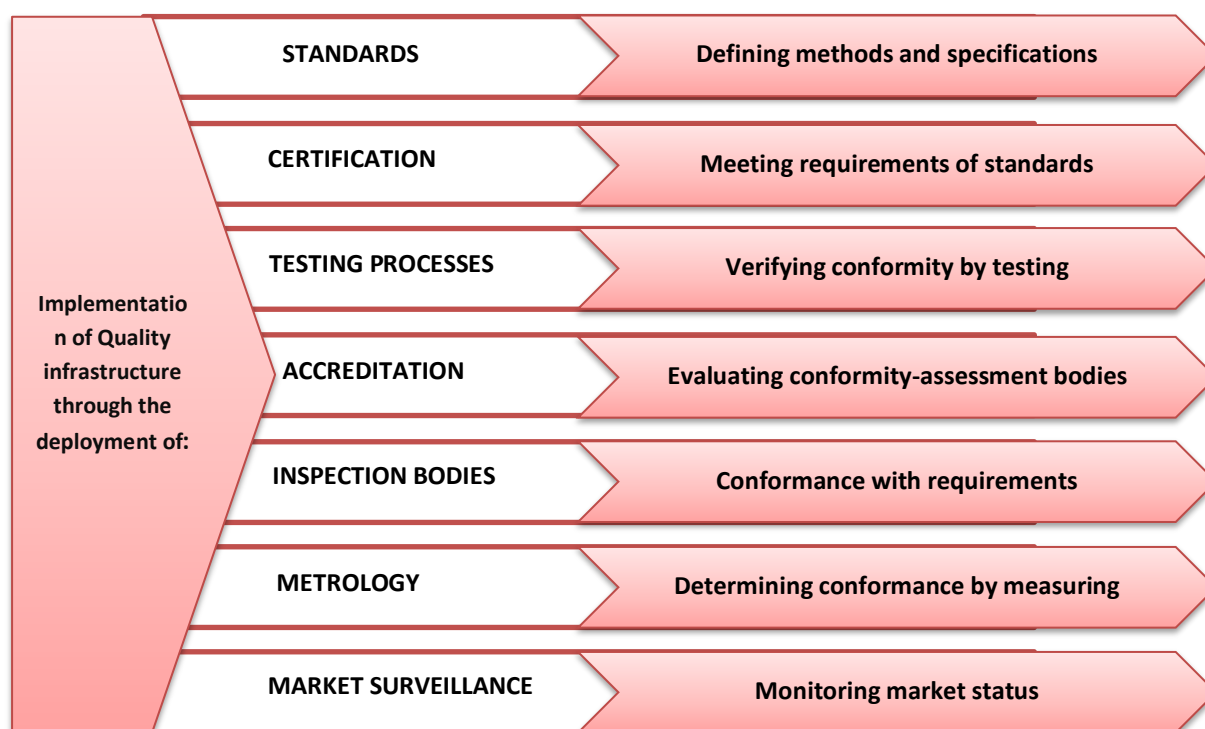 Implementatio
n of Quality
infrastructure
through the
deployment of:
STANDARDS
Defining methods and specifications
CERTIFICATION
Meeting requirements of standards
TESTING PROCESSES
Verifying conformity by testing
ACCREDITATION
Evaluating conformity-assessment bodies
INSPECTION BODIES
Conformance with requirements
METROLOGY
Determining conformance by measuring
MARKET SURVEILLANCE
Monitoring market status